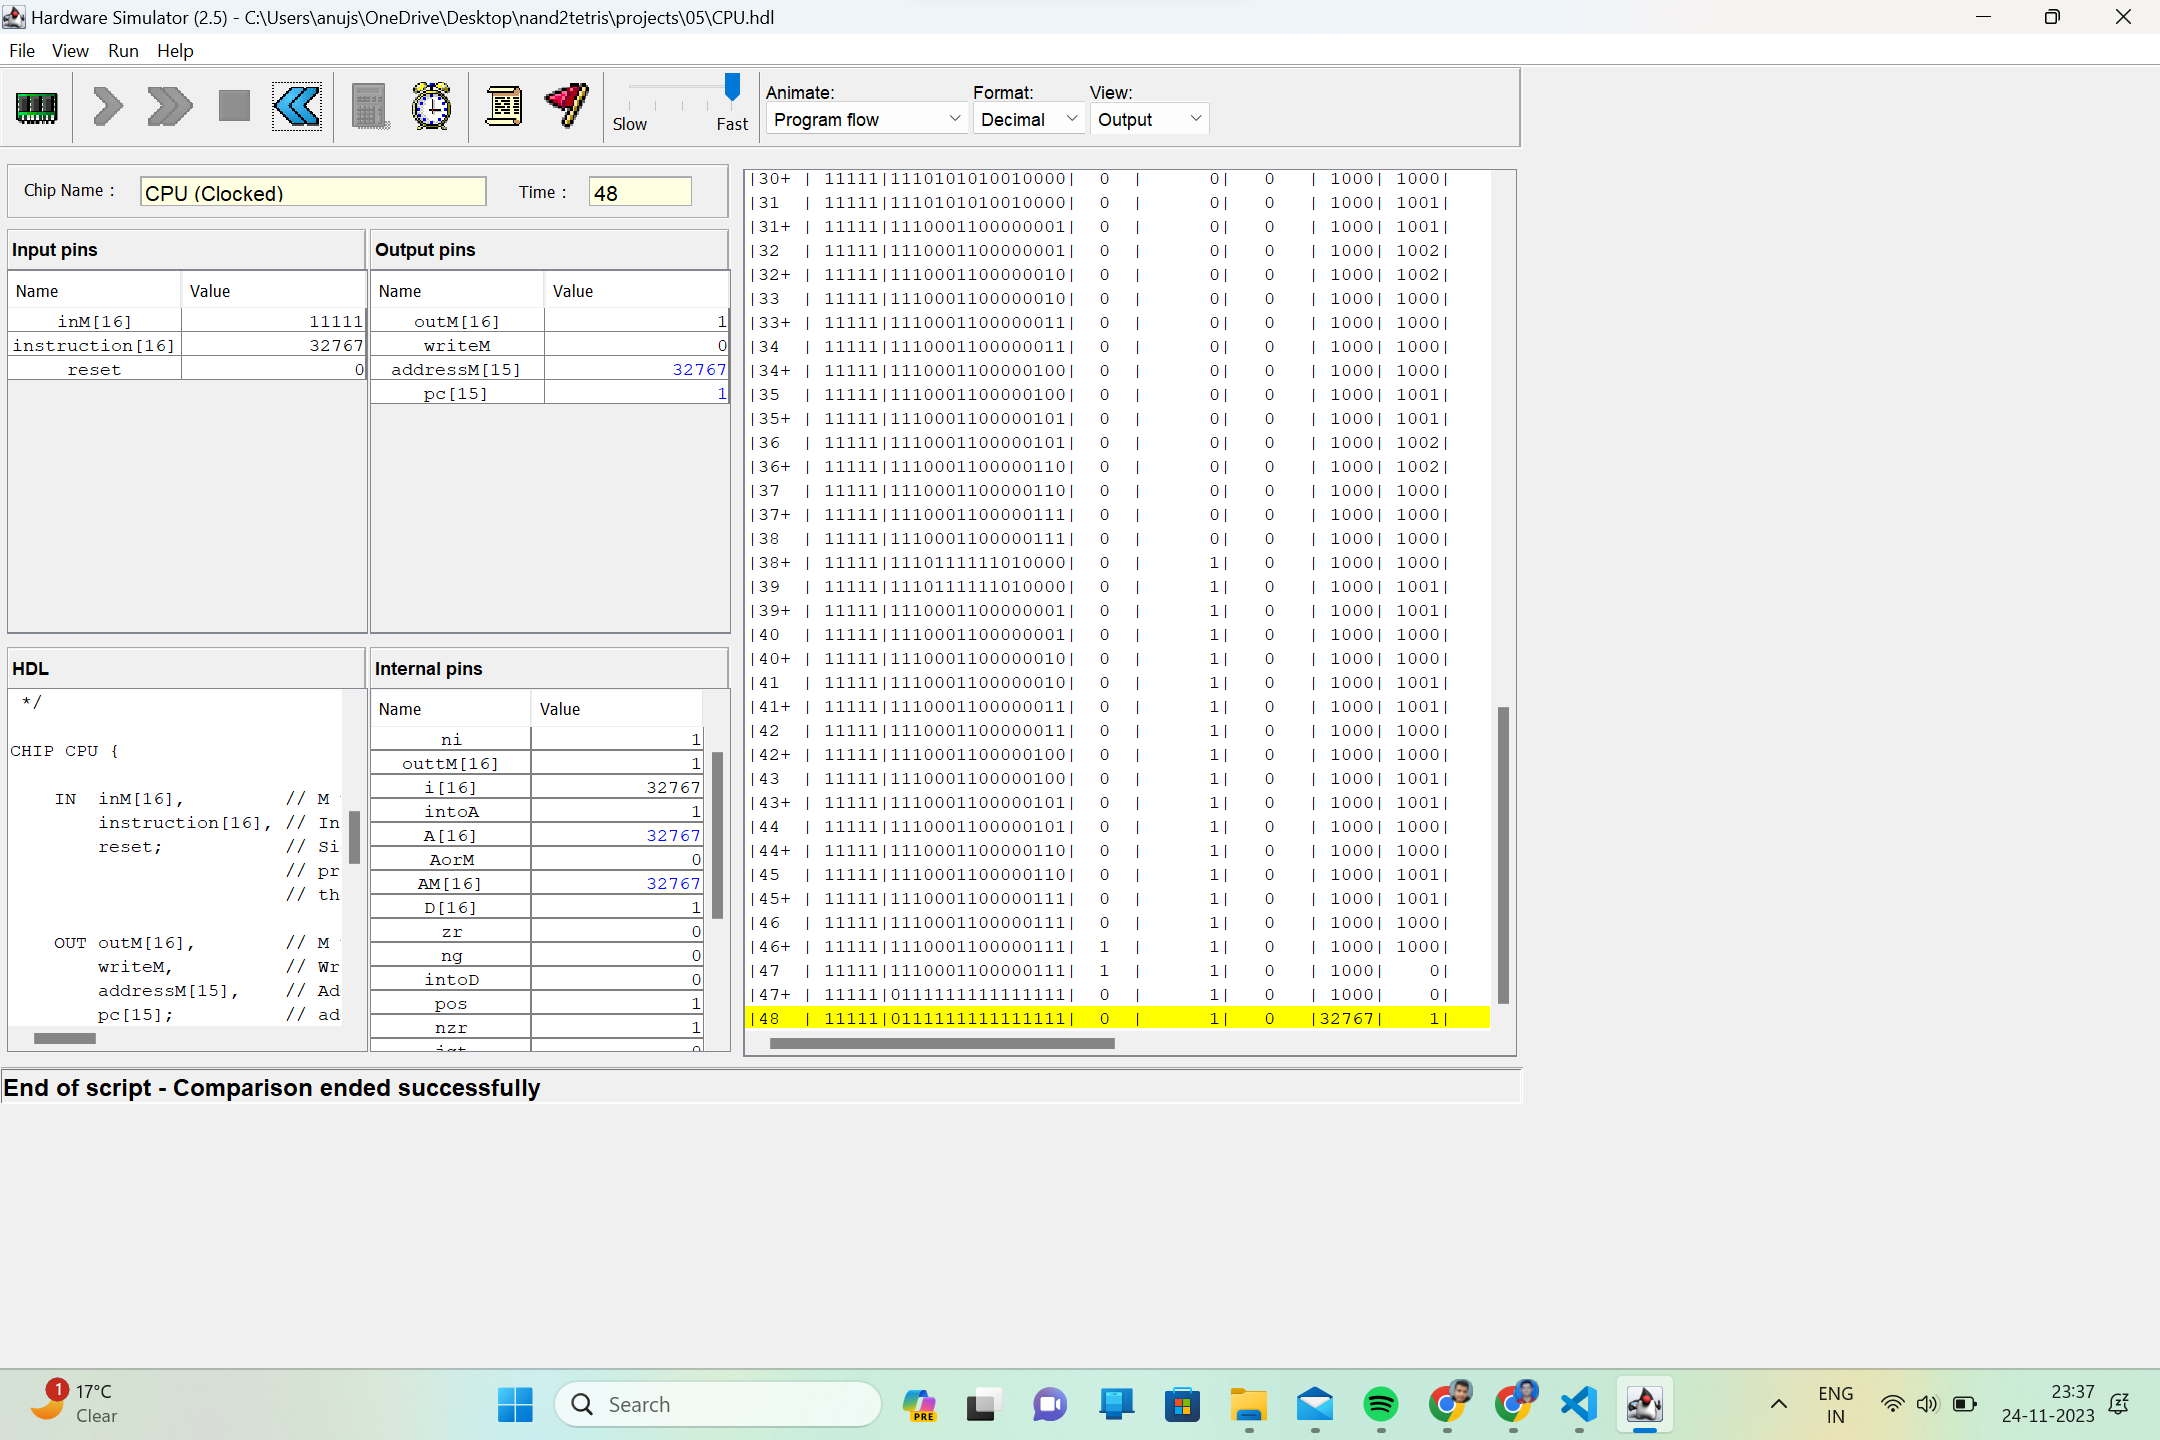 Hardware Simulator (2.5) - C:\Users\anujs\OneDrive\Desktop\nand2tetris\projects\05\CPU.hdl
File View Run Help
Slow Fast
Animate: Format: View:
Program flow Decimal Output
Chip Name : CPU (Clocked) Time : 48
Input pins
Name Value
inM[16] 11111
instruction[16] 32767
reset 0
Output pins
Name Value
outM[16] 1
writeM 0
addressM[15] 32767
pc[15] 1
HDL
*/
CHIP CPU {
IN inM[16], // M
instruction[16], // In
reset; // Si
// pr
// th
OUT outM[16], // M
writeM, // Wr
addressM[15], // Ad
pc[15]; // ad
Internal pins
Name Value
ni 1
outtM[16] 1
i[16] 32767
intoA 1
A[16] 32767
AorM 0
AM[16] 32767
D[16] 1
zr 0
ng 0
intoD 0
pos 1
nzr 1
|30+ | 11111|1110101010010000| 0 | 0| 0 | 1000| 1000|
|31 | 11111|1110101010010000| 0 | 0| 0 | 1000| 1001|
|31+ | 11111|1110001100000001| 0 | 0| 0 | 1000| 1001|
|32 | 11111|1110001100000001| 0 | 0| 0 | 1000| 1002|
|32+ | 11111|1110001100000010| 0 | 0| 0 | 1000| 1002|
|33 | 11111|1110001100000010| 0 | 0| 0 | 1000| 1000|
|33+ | 11111|1110001100000011| 0 | 0| 0 | 1000| 1000|
|34 | 11111|1110001100000011| 0 | 0| 0 | 1000| 1000|
|34+ | 11111|1110001100000100| 0 | 0| 0 | 1000| 1000|
|35 | 11111|1110001100000100| 0 | 0| 0 | 1000| 1001|
|35+ | 11111|1110001100000101| 0 | 0| 0 | 1000| 1001|
|36 | 11111|1110001100000101| 0 | 0| 0 | 1000| 1002|
|36+ | 11111|1110001100000110| 0 | 0| 0 | 1000| 1002|
|37 | 11111|1110001100000110| 0 | 0| 0 | 1000| 1000|
|37+ | 11111|1110001100000111| 0 | 0| 0 | 1000| 1000|
|38 | 11111|1110001100000111| 0 | 0| 0 | 1000| 1000|
|38+ | 11111|1110111111010000| 0 | 1| 0 | 1000| 1000|
|39 | 11111|1110111111010000| 0 | 1| 0 | 1000| 1001|
|39+ | 11111|1110001100000001| 0 | 1| 0 | 1000| 1001|
|40 | 11111|1110001100000001| 0 | 1| 0 | 1000| 1000|
|40+ | 11111|1110001100000010| 0 | 1| 0 | 1000| 1000|
|41 | 11111|1110001100000010| 0 | 1| 0 | 1000| 1001|
|41+ | 11111|1110001100000011| 0 | 1| 0 | 1000| 1001|
|42 | 11111|1110001100000011| 0 | 1| 0 | 1000| 1000|
|42+ | 11111|1110001100000100| 0 | 1| 0 | 1000| 1000|
|43 | 11111|1110001100000100| 0 | 1| 0 | 1000| 1001|
|43+ | 11111|1110001100000101| 0 | 1| 0 | 1000| 1001|
|44 | 11111|1110001100000101| 0 | 1| 0 | 1000| 1000|
|44+ | 11111|1110001100000110| 0 | 1| 0 | 1000| 1000|
|45 | 11111|1110001100000110| 0 | 1| 0 | 1000| 1001|
|45+ | 11111|1110001100000111| 0 | 1| 0 | 1000| 1001|
|46 | 11111|1110001100000111| 0 | 1| 0 | 1000| 1000|
|46+ | 11111|1110001100000111| 1 | 1| 0 | 1000| 1000|
|47 | 11111|1110001100000111| 1 | 1| 0 | 1000| 0|
|47+ | 11111|0111111111111111| 0 | 1| 0 | 1000| 0|
|48 | 11111|0111111111111111| 0 | 1| 0 |32767| 1|
End of script - Comparison ended successfully
1
17°C
Clear
Search
PRE
ENG
IN
23:37
24-11-2023